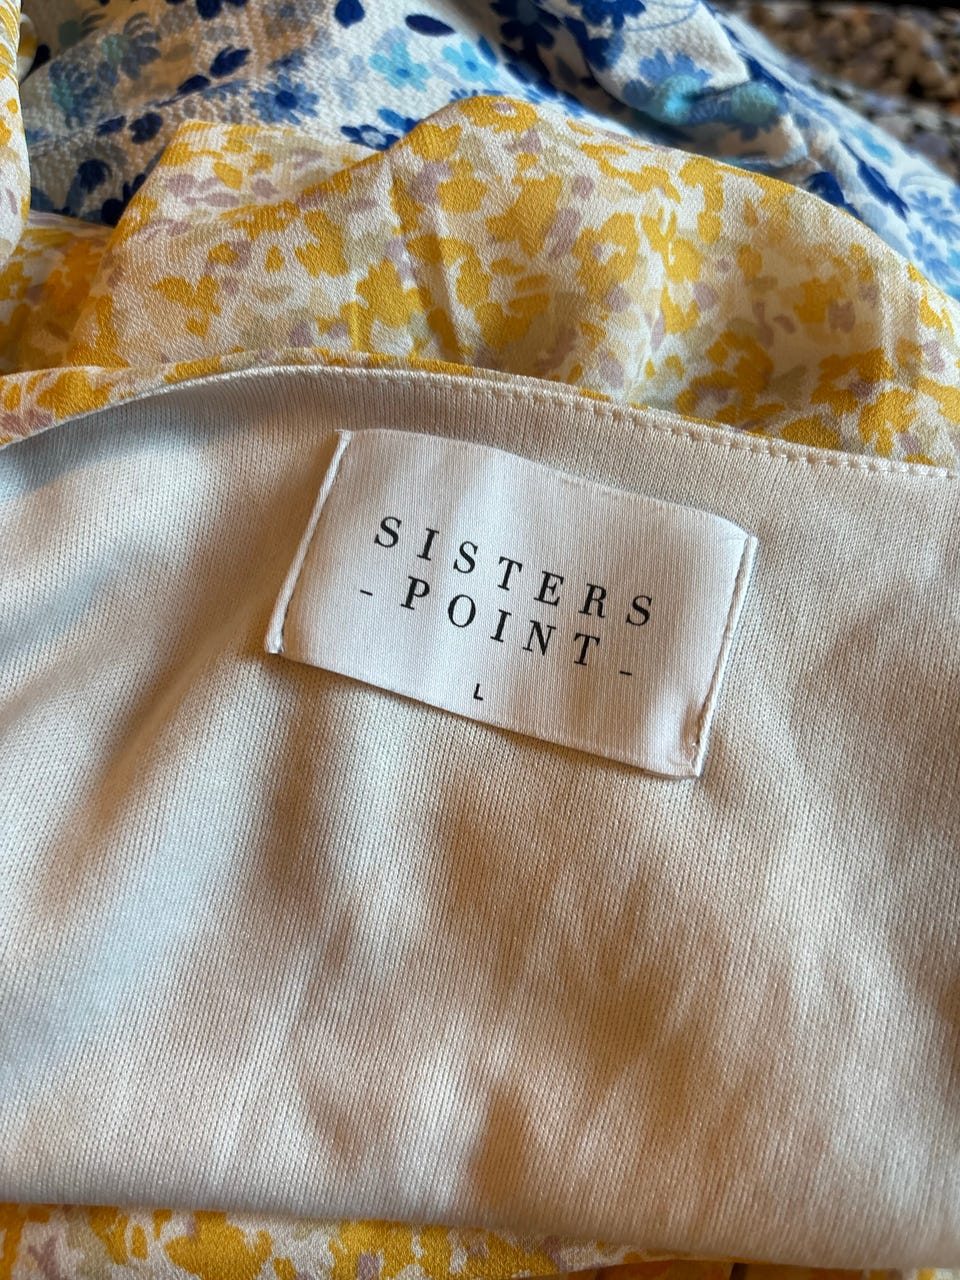 SISTERS
- POINT -
L